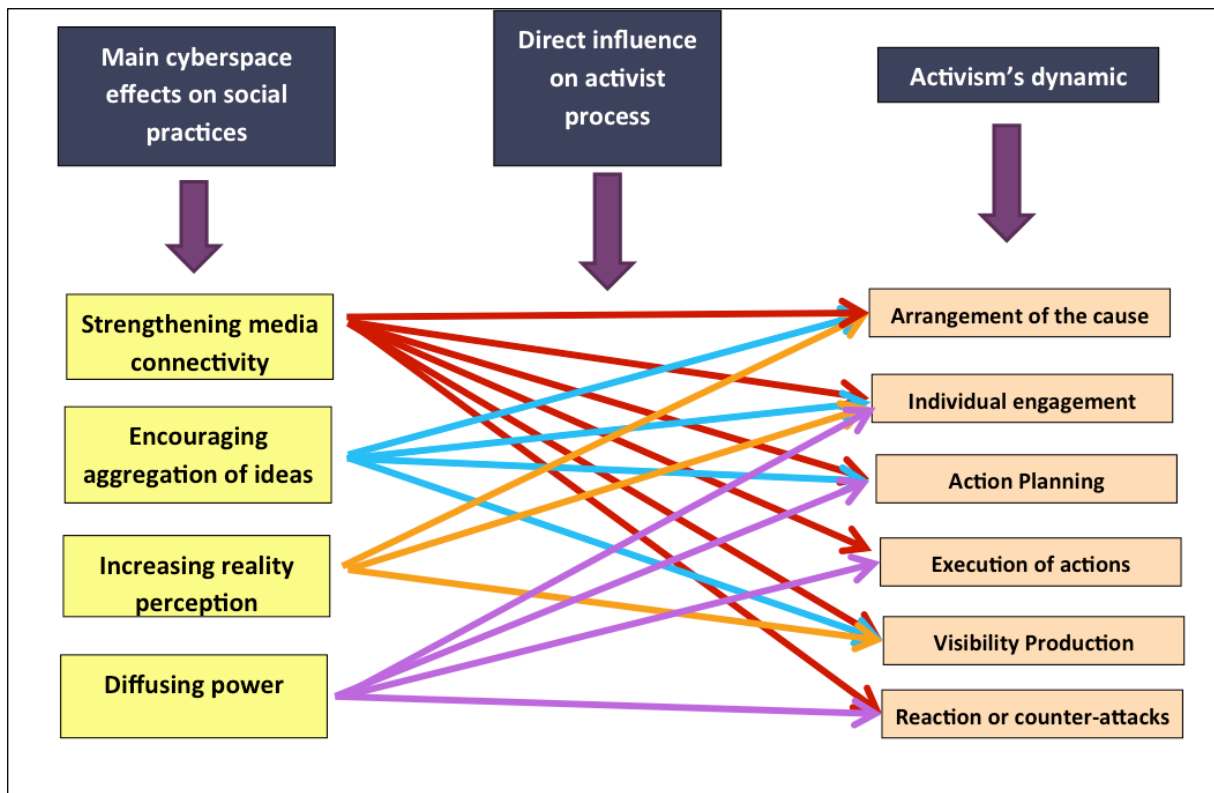 Main cyberspace
effects on social
practices
Direct influence
on activist
process
Activism's dynamic
Strengthening media
connectivity
Encouraging
aggregation of ideas
Increasing reality
perception
Diffusing power
Arrangement of the cause
Individual engagement
Action Planning
Execution of actions
Visibility Production
Reaction or counter-attacks